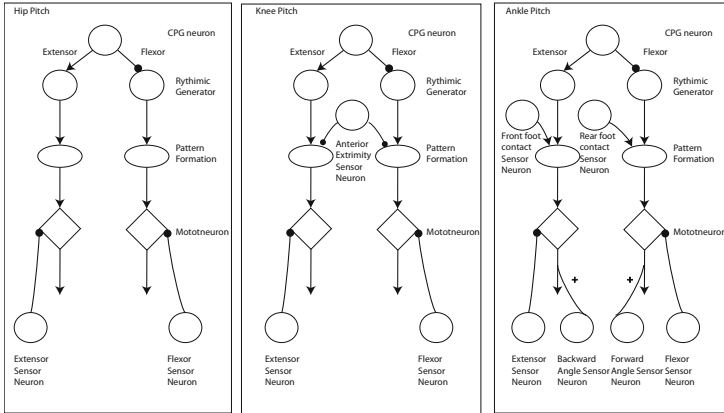 Hip Pitch
CPG neuron
Extensor
Flexor
Rythimic
Generator
Pattern
Formation
Mototneuron
Extensor
Sensor
Neuron
Flexor
Sensor
Neuron
Knee Pitch
CPG neuron
Extensor
Flexor
Rythimic
Generator
Anterior
Extrimity
Sensor
Neuron
Pattern
Formation
Mototneuron
Extensor
Sensor
Neuron
Flexor
Sensor
Neuron
Ankle Pitch
CPG neuron
Extensor
Flexor
Rythimic
Generator
Front foot
contact
Sensor
Neuron
Rear foot
contact
Sensor
Neuron
Pattern
Formation
Mototneuron
+
+
Extensor
Sensor
Neuron
Backward
Angle Sensor
Neuron
Forward
Angle Sensor
Neuron
Flexor
Sensor
Neuron